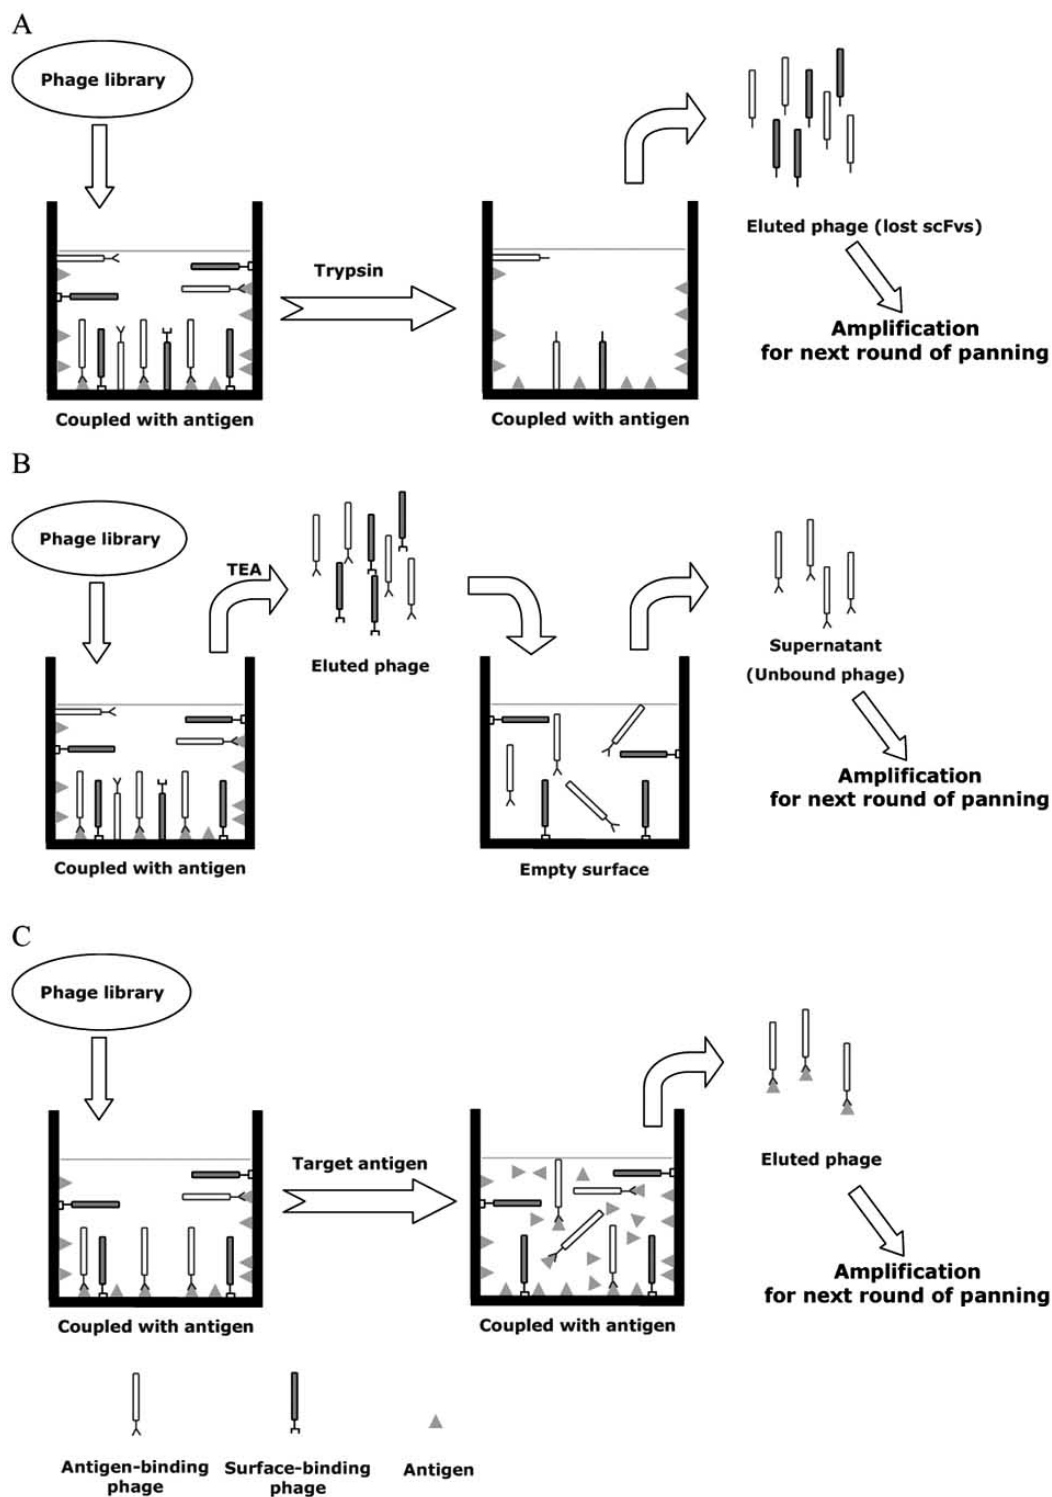 A
Phage library
Trypsin
Eluted phage (lost scFvs)
Amplification
for next round of panning
Coupled with antigen
Coupled with antigen
B
Phage library
TEA
Eluted phage
Supernatant
(Unbound phage)
Amplification
for next round of panning
Coupled with antigen
Empty surface
C
Phage library
Target antigen
Eluted phage
Amplification
for next round of panning
Coupled with antigen
Coupled with antigen
Antigen-binding
phage
Surface-binding
phage
Antigen